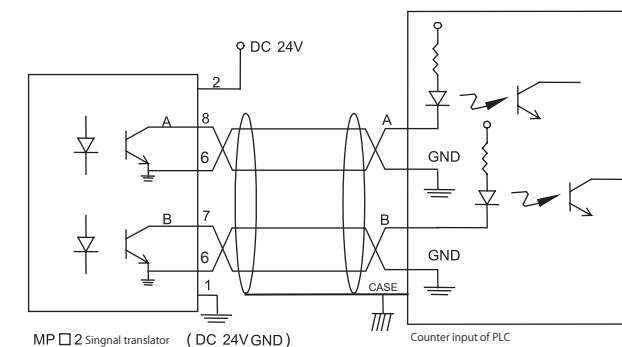 DC 24V
2
A
8
6
A
GND
B
7
6
B
GND
1
CASE
MP □ 2 Singnal translator
( DC 24V GND )
Counter input of PLC